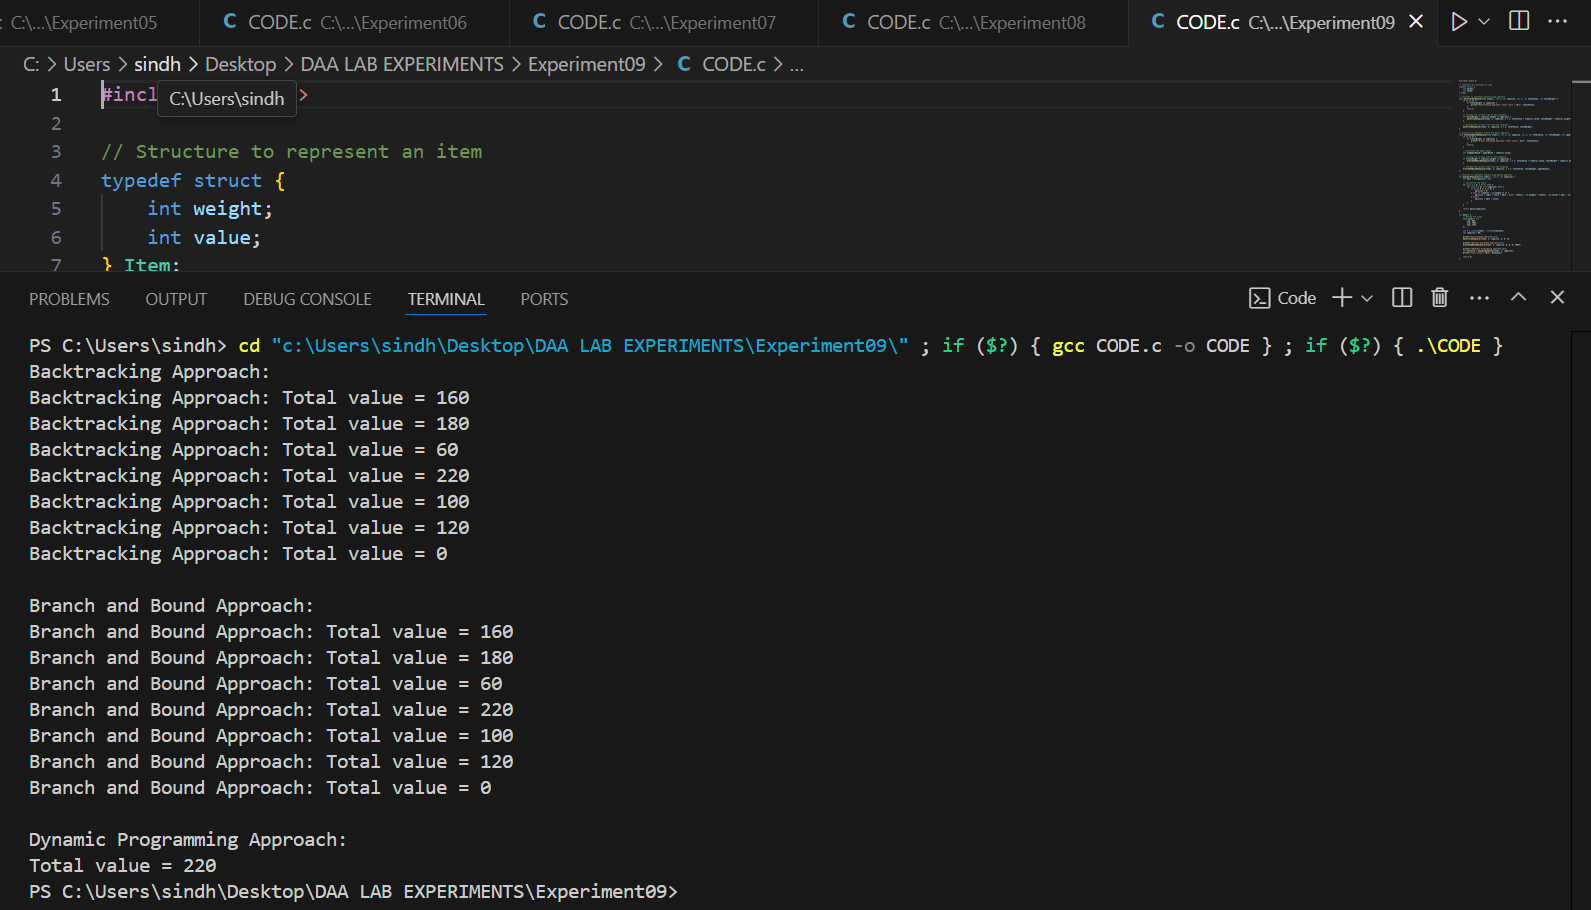 C:\...\Experiment05
C CODE.c C:\...\Experiment06
C CODE.c C:\...\Experiment07
C CODE.c C:\...\Experiment08
C CODE.c C:\...\Experiment09
C: > Users > sindh > Desktop > DAA LAB EXPERIMENTS > Experiment09 > C CODE.c > ...
1 #incl >
C:\Users\sindh
2
3 // Structure to represent an item
4 typedef struct {
5 int weight;
6 int value;
7 } Item;
PROBLEMS OUTPUT DEBUG CONSOLE TERMINAL PORTS Code
PS C:\Users\sindh> cd "c:\Users\sindh\Desktop\DAA LAB EXPERIMENTS\Experiment09\" ; if ($?) { gcc CODE.c -o CODE } ; if ($?) { .\CODE }
Backtracking Approach:
Backtracking Approach: Total value = 160
Backtracking Approach: Total value = 180
Backtracking Approach: Total value = 60
Backtracking Approach: Total value = 220
Backtracking Approach: Total value = 100
Backtracking Approach: Total value = 120
Backtracking Approach: Total value = 0
Branch and Bound Approach:
Branch and Bound Approach: Total value = 160
Branch and Bound Approach: Total value = 180
Branch and Bound Approach: Total value = 60
Branch and Bound Approach: Total value = 220
Branch and Bound Approach: Total value = 100
Branch and Bound Approach: Total value = 120
Branch and Bound Approach: Total value = 0
Dynamic Programming Approach:
Total value = 220
PS C:\Users\sindh\Desktop\DAA LAB EXPERIMENTS\Experiment09>